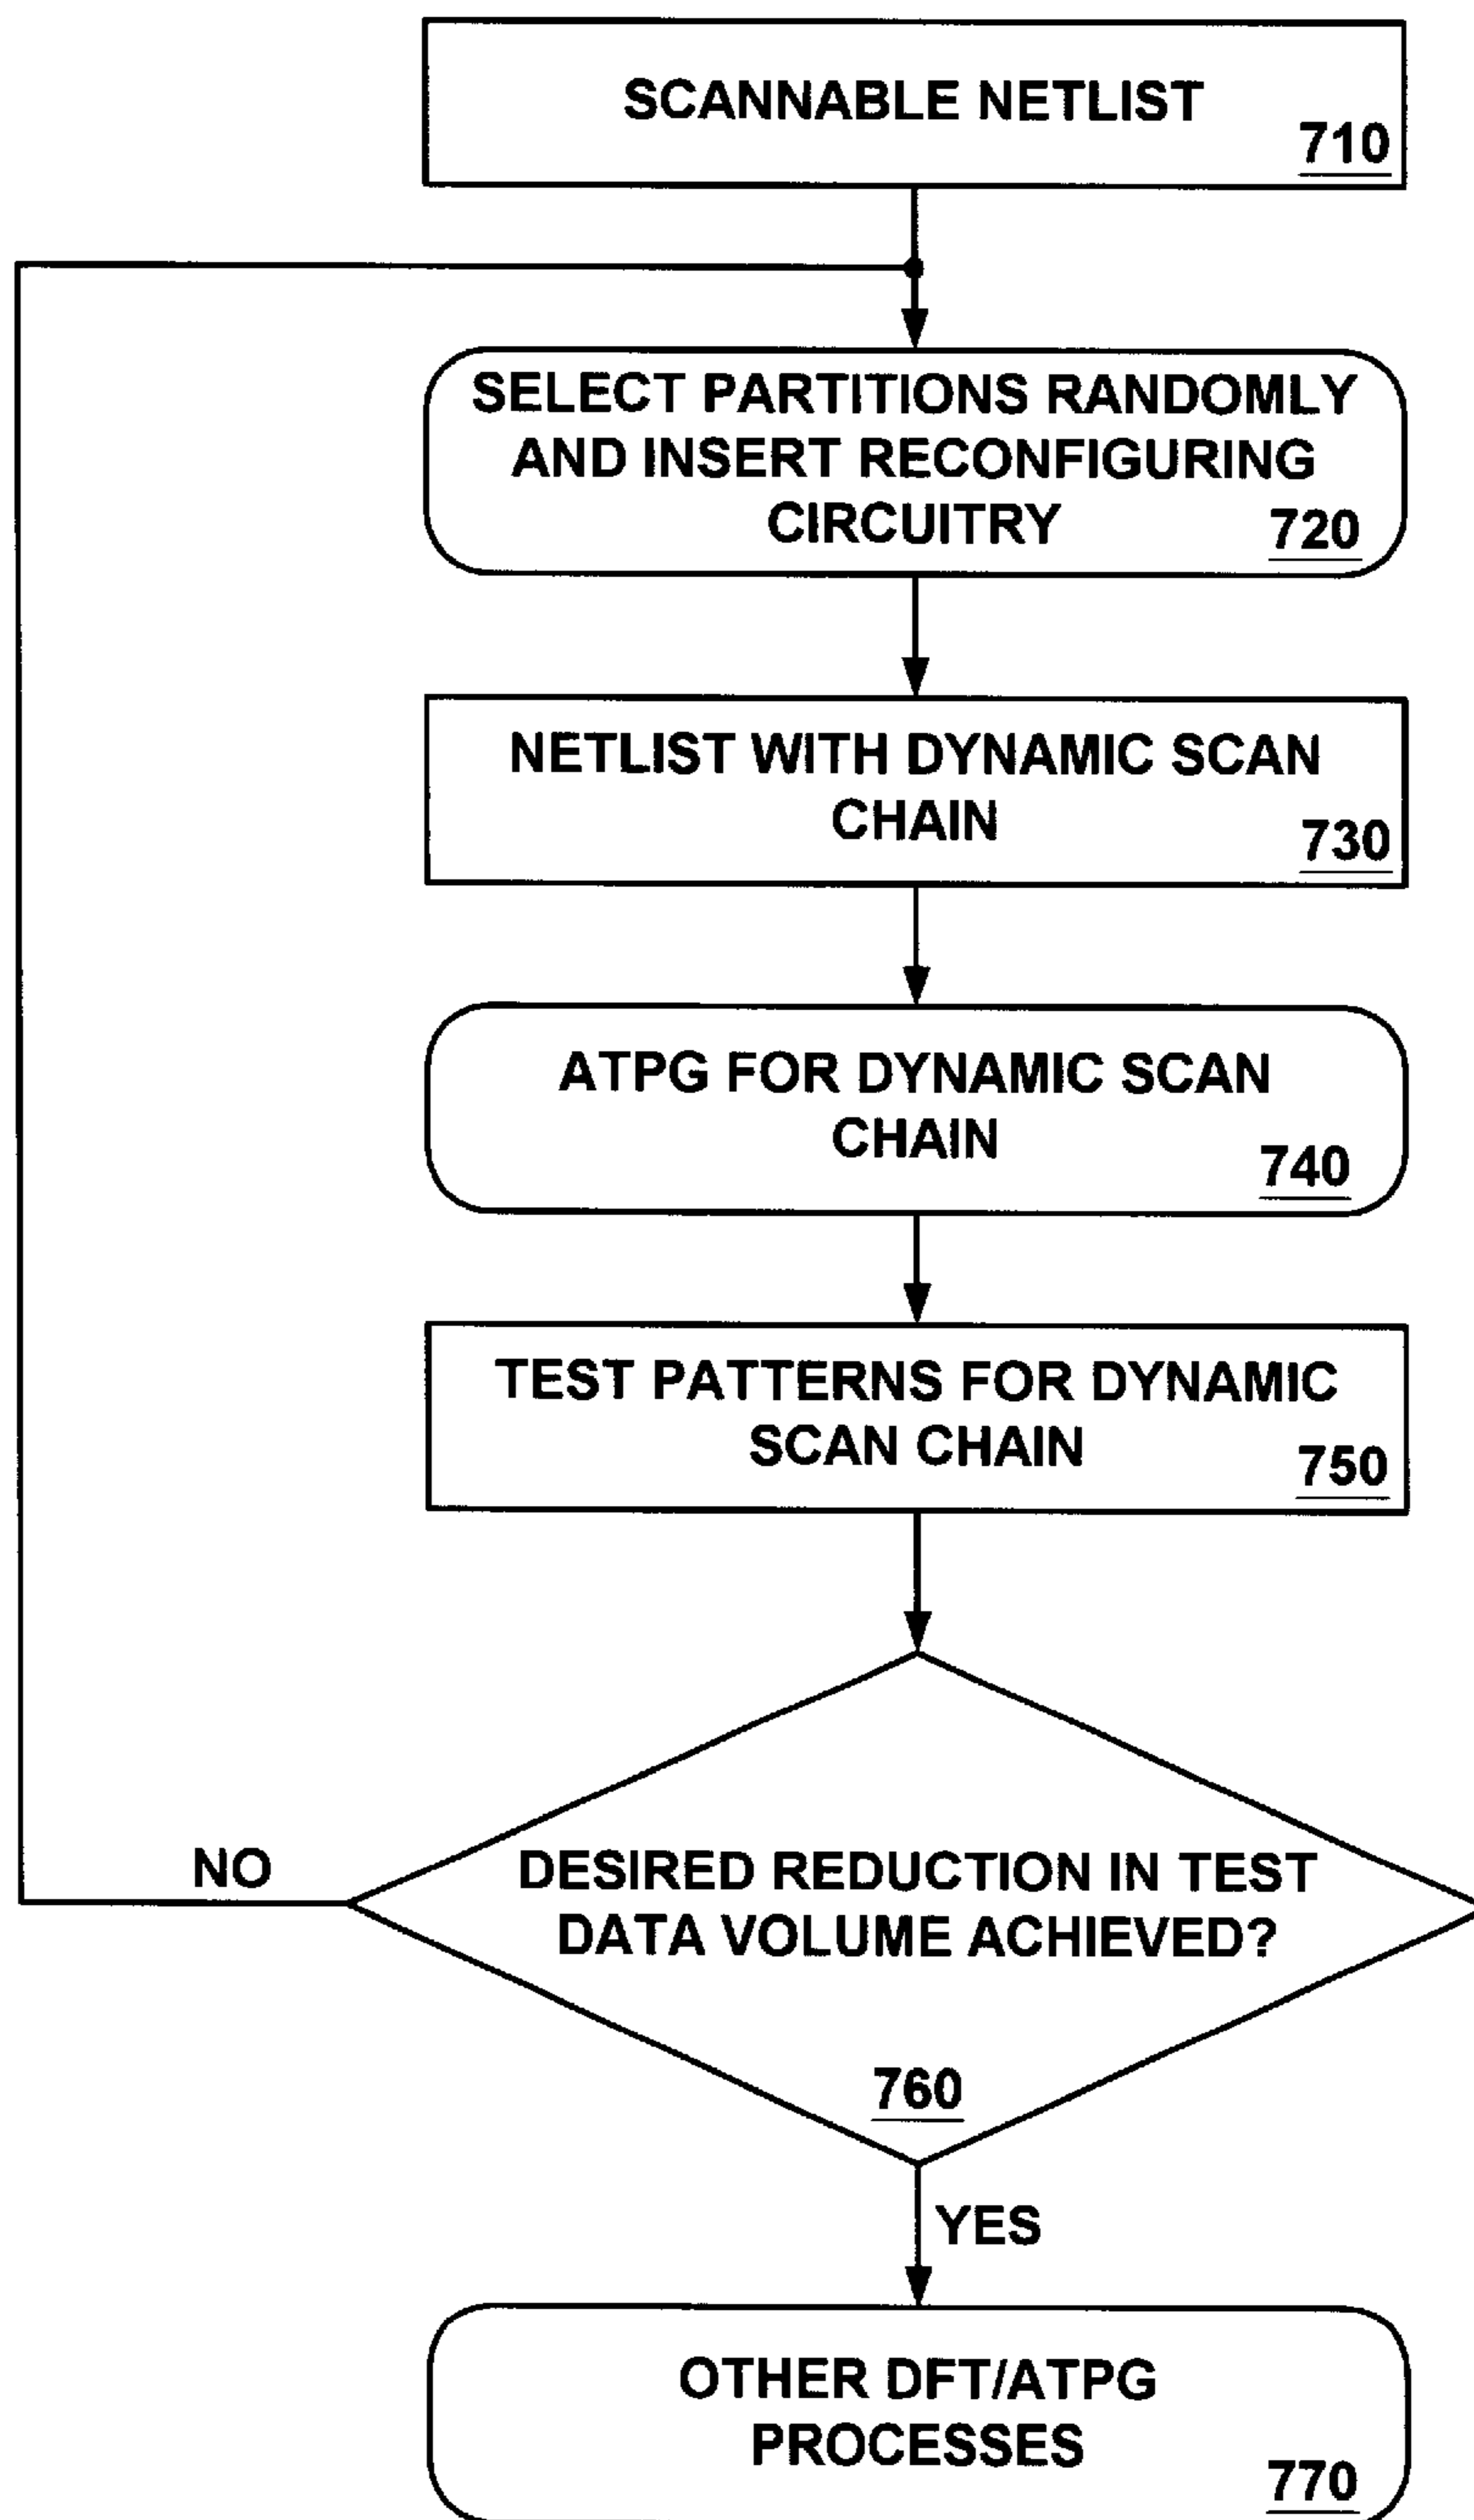 SCANNABLE NETLIST
710
SELECT PARTITIONS RANDOMLY
AND INSERT RECONFIGURING
CIRCUITRY
720
NETLIST WITH DYNAMIC SCAN
CHAIN
730
ATPG FOR DYNAMIC SCAN
CHAIN
740
TEST PATTERNS FOR DYNAMIC
SCAN CHAIN
750
NO
DESIRED REDUCTION IN TEST
DATA VOLUME ACHIEVED?
760
YES
OTHER DFT/ATPG
PROCESSES
770